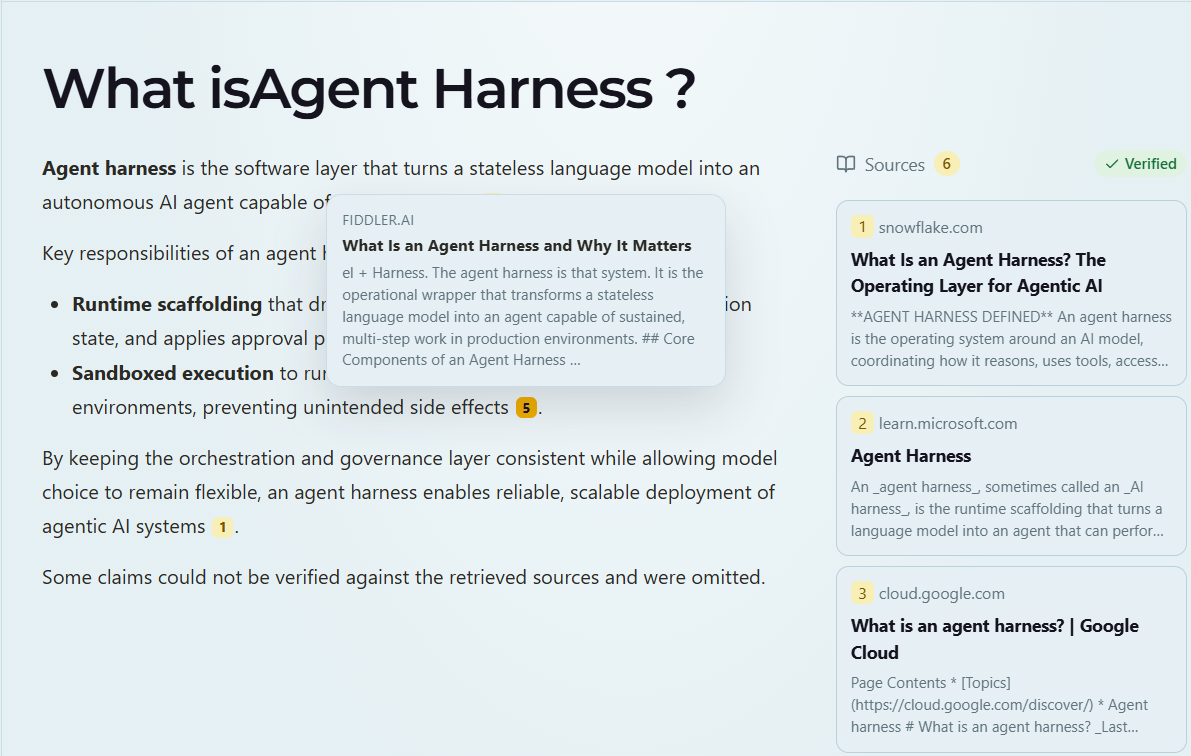 What isAgent Harness ?
Agent harness is the software layer that turns a stateless language model into an
autonomous AI agent capable of
Key responsibilities of an agent
Runtime scaffolding that
state, and applies approval
Sandboxed execution to
environments, preventing unintended side effects 5.
By keeping the orchestration and governance layer consistent while allowing model
choice to remain flexible, an agent harness enables reliable, scalable deployment of
agentic AI systems 1.
Some claims could not be verified against the retrieved sources and were omitted.
FIDDLER.AI
What Is an Agent Harness and Why It Matters
el + Harness. The agent harness is that system. It is the
operational wrapper that transforms a stateless
language model into an agent capable of sustained,
multi-step work in production environments. ## Core
Components of an Agent Harness ...
Sources 6
Verified
1 snowflake.com
What Is an Agent Harness? The
Operating Layer for Agentic AI
**AGENT HARNESS DEFINED** An agent harness
is the operating system around an AI model,
coordinating how it reasons, uses tools, access...
2 learn.microsoft.com
Agent Harness
An _agent harness_, sometimes called an _AI
harness_, is the runtime scaffolding that turns a
language model into an agent that can perfor...
3 cloud.google.com
What is an agent harness? | Google
Cloud
Page Contents * [Topics]
(https://cloud.google.com/discover/) * Agent
harness # What is an agent harness? _Last...